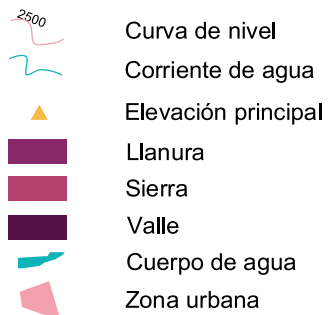 2500
Curva de nivel
Corriente de agua
Elevación principal
Llanura
Sierra
Valle
Cuerpo de agua
Zona urbana